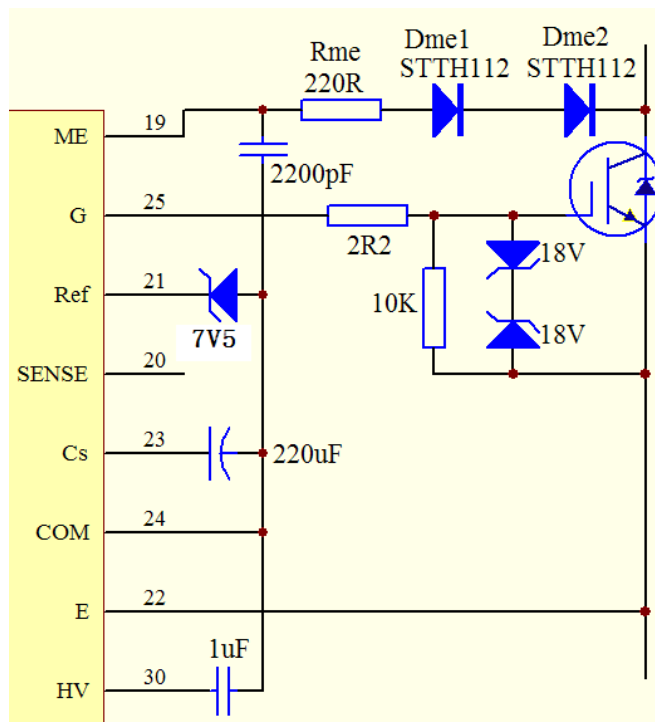 Dme1
Dme2
Rme
STTH112
STTH112
220R
ME
19
2200pF
G
25
2R2
18V
Ref
21
10K
7V5
18V
SENSE
20
Cs
23
220uF
COM
24
E
22
1uF
HV
30